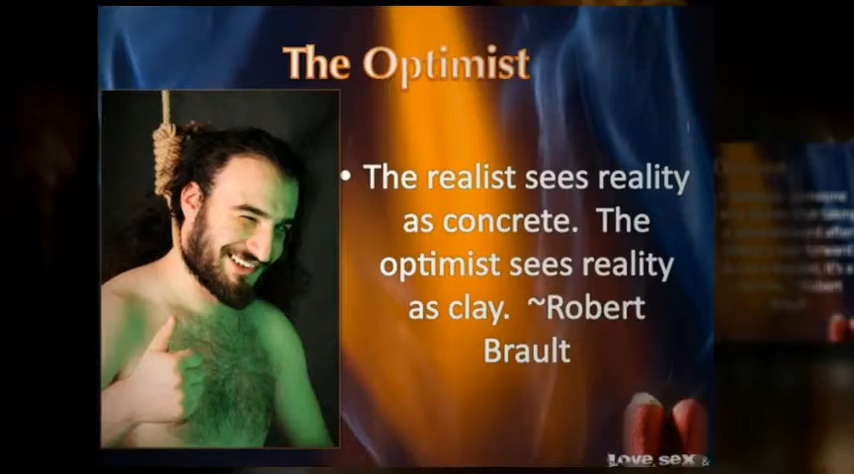 The Optimist
• The realist sees reality
as concrete. The
optimist sees reality
as clay. ~Robert
Brault
Love, sex &